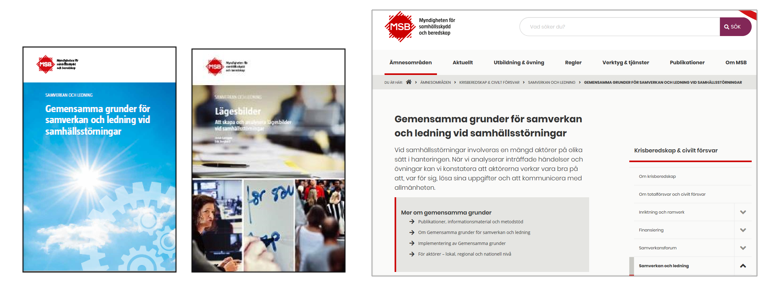 MSB
Myndigheten för
samhällsskydd
och beredskap
SAMVERKAN OCH LEDNING
Gemensamma grunder för
samverkan och ledning vid
samhällsstörningar
MSB
Myndigheten för
samhällsskydd
och beredskap
SAMVERKAN OCH LEDNING
Lägesbilder
Att skapa och analysera lägesbilder
vid samhällsstörningar
för sau
MSB
Myndigheten för
samhällsskydd
och beredskap
Vad söker du?
SÖK
Ämnesområden Aktuellt Utbildning & övning Regler Verktyg & tjänster Publikationer Om MSB
DU ÄR HÄR: ÄMNESOMRÅDEN KRISBEREDSKAP & CIVILT FÖRSVAR SAMVERKAN OCH LEDNING GEMENSAMMA GRUNDER FÖR SAMVERKAN OCH LEDNING VID SAMHÄLLSSTÖRNINGAR
Gemensamma grunder för samverkan
och ledning vid samhällsstörningar
Vid samhällsstörningar involveras en mängd aktörer på olika
sätt i hanteringen. När vi analyserar inträffade händelser och
övningar kan vi konstatera att aktörerna verkar vara bra på
att, var för sig, lösa sina uppgifter och att kommunicera med
allmänheten.
Mer om gemensamma grunder
Publikationer, informationsmaterial och metodstöd
Om Gemensamma grunder för samverkan och ledning
Implementering av Gemensamma grunder
För aktörer – lokal, regional och nationell nivå
Krisberedskap & civilt försvar
Om krisberedskap
Om totalförsvar och civilt försvar
Inriktning och ramverk
Finansiering
Samverkansforum
Samverkan och ledning